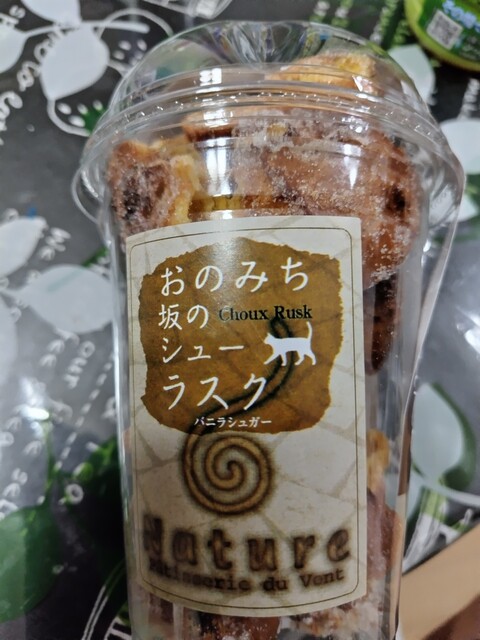 おのみち
坂の Choux Rusk
シュー
ラスク
バニラシュガー
Nature
Patisserie du Vent